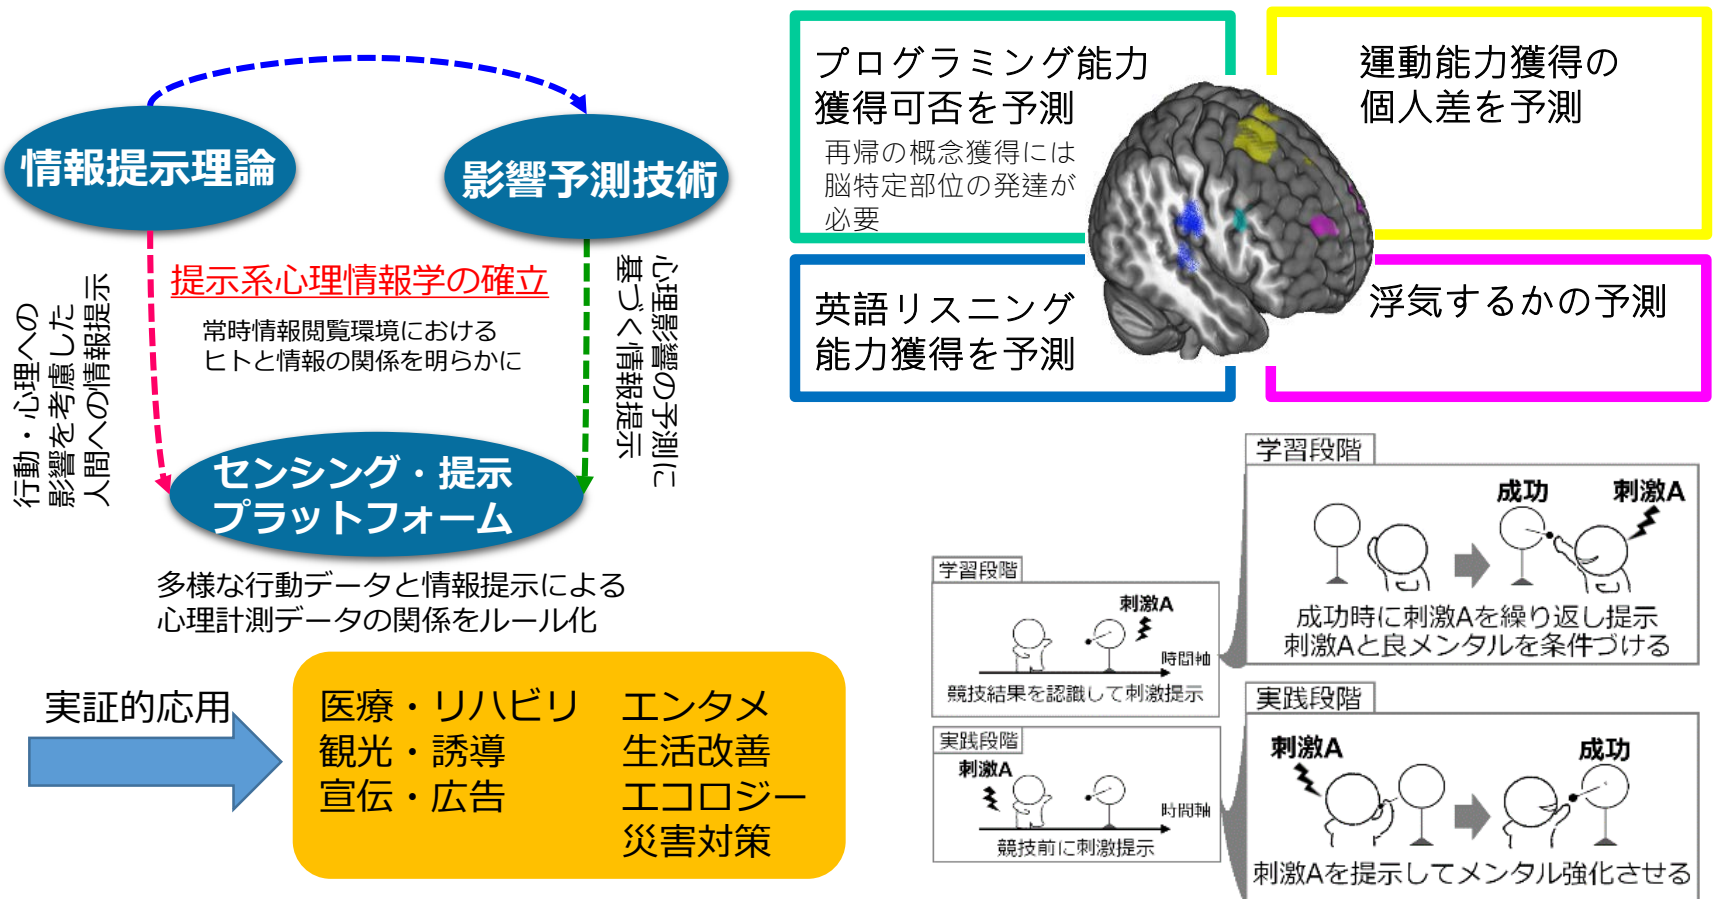 情報提示理論
影響予測技術
提示系心理情報学の確立
常時情報閲覧環境における
ヒトと情報の関係を明らかに
行動・心理への
影響を考慮した
人間への情報提示
心理影響の予測に
基づく情報提示
センシング・提示
プラットフォーム
多様な行動データと情報提示による
心理計測データの関係をルール化
実証的応用
医療・リハビリ
観光・誘導
宣伝・広告
エンタメ
生活改善
エコロジー
災害対策
プログラミング能力
獲得可否を予測
再帰の概念獲得には
脳特定部位の発達が
必要
運動能力獲得の
個人差を予測
英語リスニング
能力獲得を予測
浮気するかの予測
学習段階
刺激A
時間軸
競技結果を認識して刺激提示
実践段階
刺激A
時間軸
競技前に刺激提示
学習段階
成功
刺激A
成功時に刺激Aを繰り返し提示
刺激Aと良メンタルを条件づける
実践段階
刺激A
成功
刺激Aを提示してメンタル強化させる